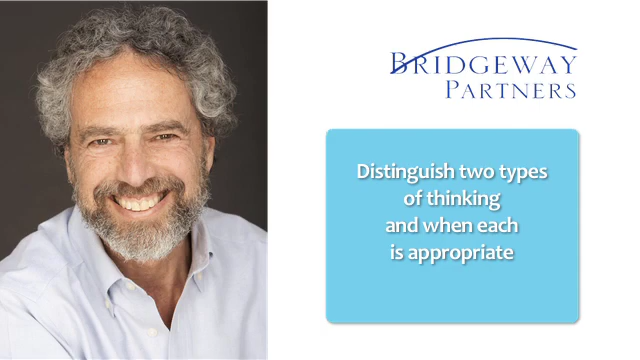 BRIDGEWAY
PARTNERS
Distinguish two types
of thinking
and when each
is appropriate